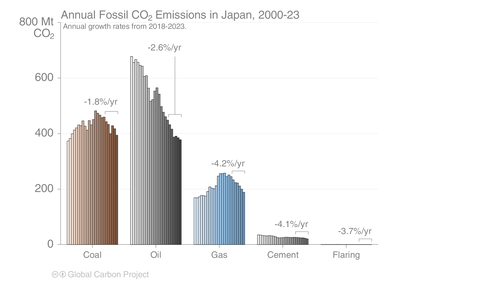 Annual Fossil CO₂ Emissions in Japan, 2000-23
Annual growth rates from 2018-2023.
800 Mt
CO₂
600
400
200
0
-1.8%/yr
-2.6%/yr
-4.2%/yr
-4.1%/yr
-3.7%/yr
Coal
Oil
Gas
Cement
Flaring
Global Carbon Project